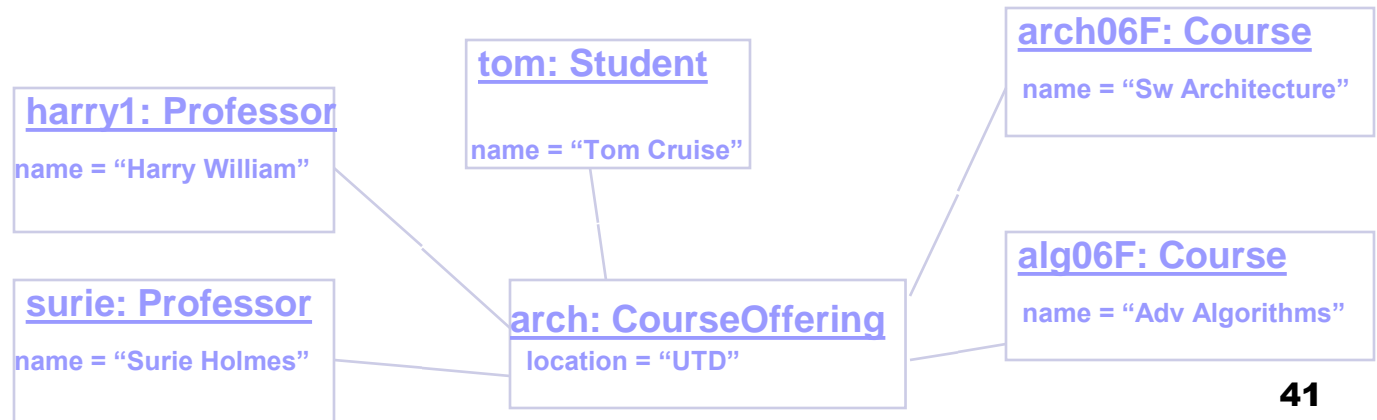 harry1: Professor
name = “Harry William”
surie: Professor
name = “Surie Holmes”
tom: Student
name = “Tom Cruise”
arch: CourseOffering
location = “UTD”
arch06F: Course
name = “Sw Architecture”
alg06F: Course
name = “Adv Algorithms”
41